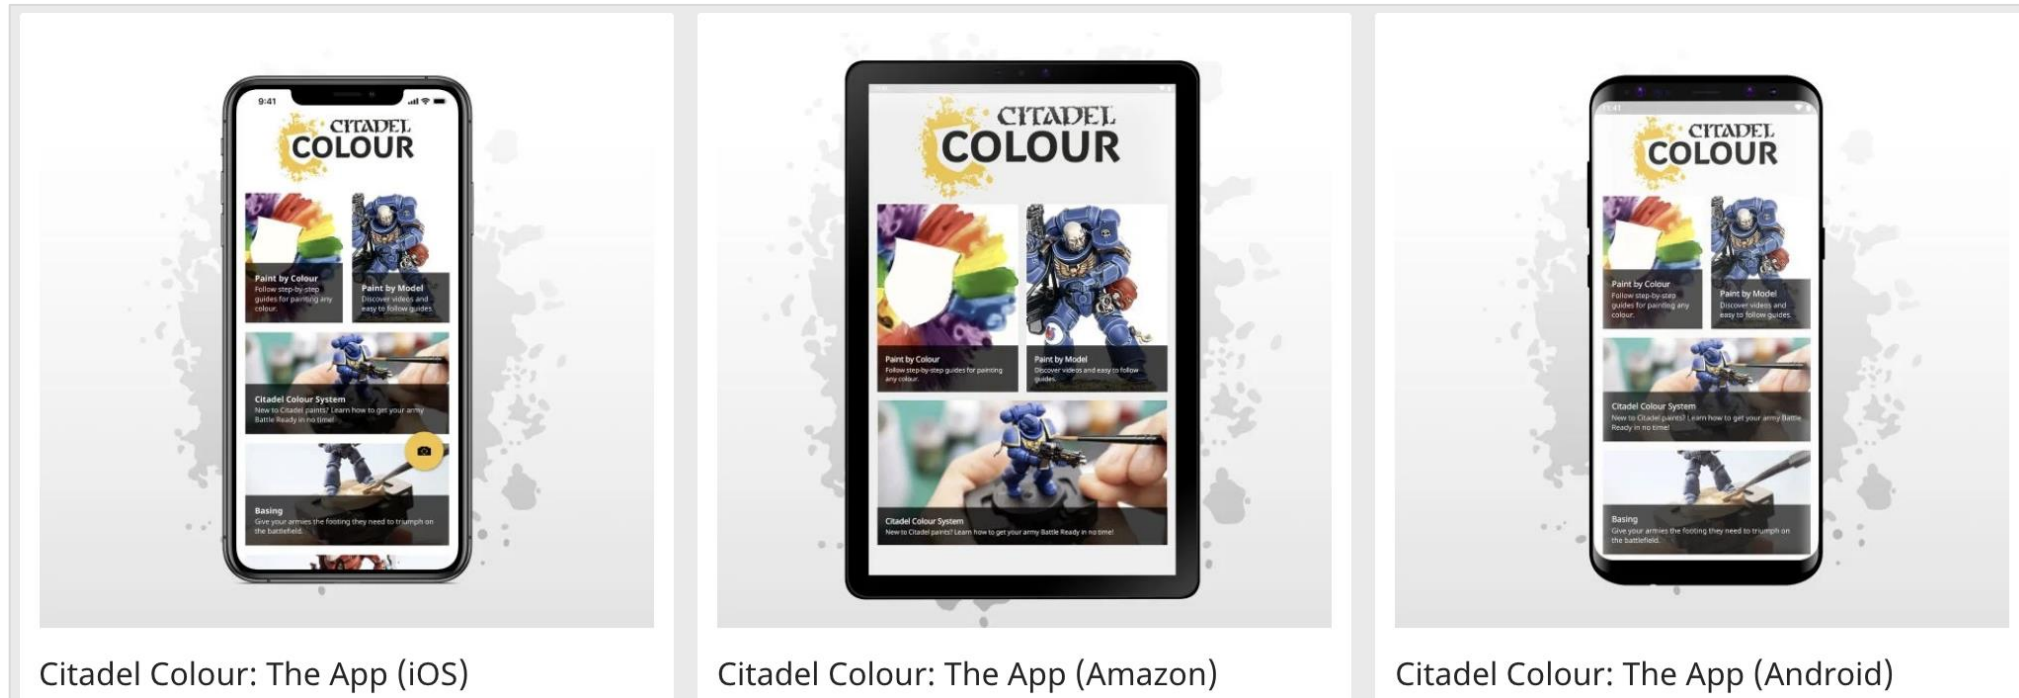 9:41
CITADEL
COLOUR
Paint by Colour
Follow step-by-step
guides for painting any
colour.
Paint by Model
Discover videos and
easy to follow guides.
Citadel Colour System
New to Citadel paints? Learn how to get your army
Battle Ready in no time!
Basing
Give your armies the footing they need to triumph on
the battlefield.
Citadel Colour: The App (iOS)
CITADEL
COLOUR
Paint by Colour
Follow step-by-step guides for painting
any colour.
Paint by Model
Discover videos and easy to follow
guides.
Citadel Colour System
New to Citadel paints? Learn how to get your army Battle Ready in no time!
Citadel Colour: The App (Amazon)
11:41
CITADEL
COLOUR
Paint by Colour
Follow step-by-step
guides for painting any
colour.
Paint by Model
Discover videos and
easy to follow guides.
Citadel Colour System
New to Citadel paints? Learn how to get your army Battle
Ready in no time!
Basing
Give your armies the footing they need to triumph on
the battlefield.
Citadel Colour: The App (Android)